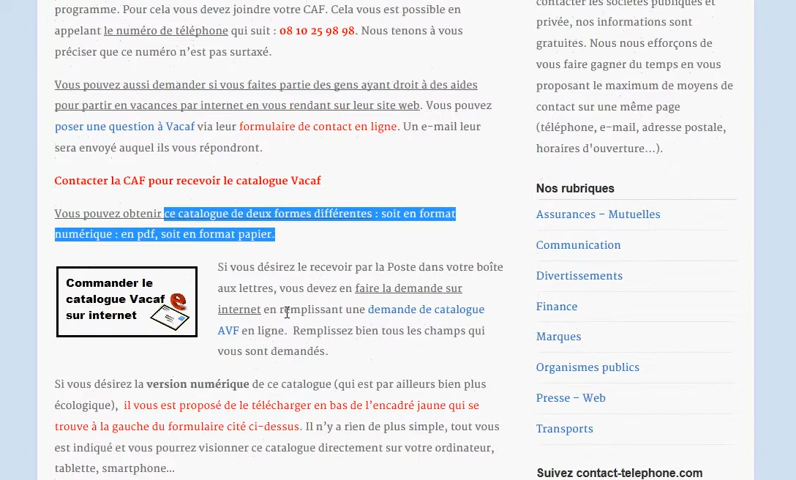 programme. Pour cela vous devez joindre votre CAF. Cela vous est possible en
appelant le numéro de téléphone qui suit : 08 10 25 98 98. Nous tenons à vous
préciser que ce numéro n'est pas surtaxé.
Vous pouvez aussi demander si vous faites partie des gens ayant droit à des aides
pour partir en vacances par internet en vous rendant sur leur site web. Vous pouvez
poser une question à Vacaf via leur formulaire de contact en ligne. Un e-mail leur
sera envoyé auquel ils vous répondront.
Contacter la CAF pour recevoir le catalogue Vacaf
Vous pouvez obtenir ce catalogue de deux formes différentes : soit en format
numérique : en pdf, soit en format papier.
Commander le
catalogue Vacaf
sur internet
Si vous désirez le recevoir par la Poste dans votre boîte
aux lettres, vous devez en faire la demande sur
internet en remplissant une demande de catalogue
AVF en ligne. Remplissez bien tous les champs qui
vous sont demandés.
Si vous désirez la version numérique de ce catalogue (qui est par ailleurs bien plus
écologique), il vous est proposé de le télécharger en bas de l'encadré jaune qui se
trouve à la gauche du formulaire cité ci-dessus. Il n'y a rien de plus simple, tout vous
est indiqué et vous pourrez visionner ce catalogue directement sur votre ordinateur,
tablette, smartphone…
contacter les sociétés publiques et
privée, nos informations sont
gratuites. Nous nous efforçons de
vous faire gagner du temps en vous
proposant le maximum de moyens de
contact sur une même page
(téléphone, e-mail, adresse postale,
horaires d'ouverture…).
Nos rubriques
Assurances – Mutuelles
Communication
Divertissements
Finance
Marques
Organismes publics
Presse – Web
Transports
Suivez contact-telephone.com